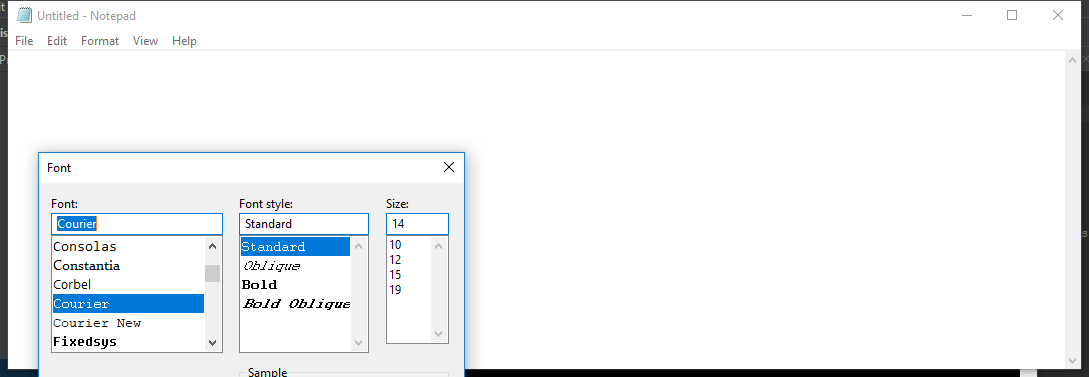 Untitled - Notepad
File Edit Format View Help
Font
Font: Font style: Size:
Courier Standard 14
Consolas Standard 10
Constantia Oblique 12
Corbel Bold 15
Courier Bold Oblique 19
Courier New
Fixedsys
Sample